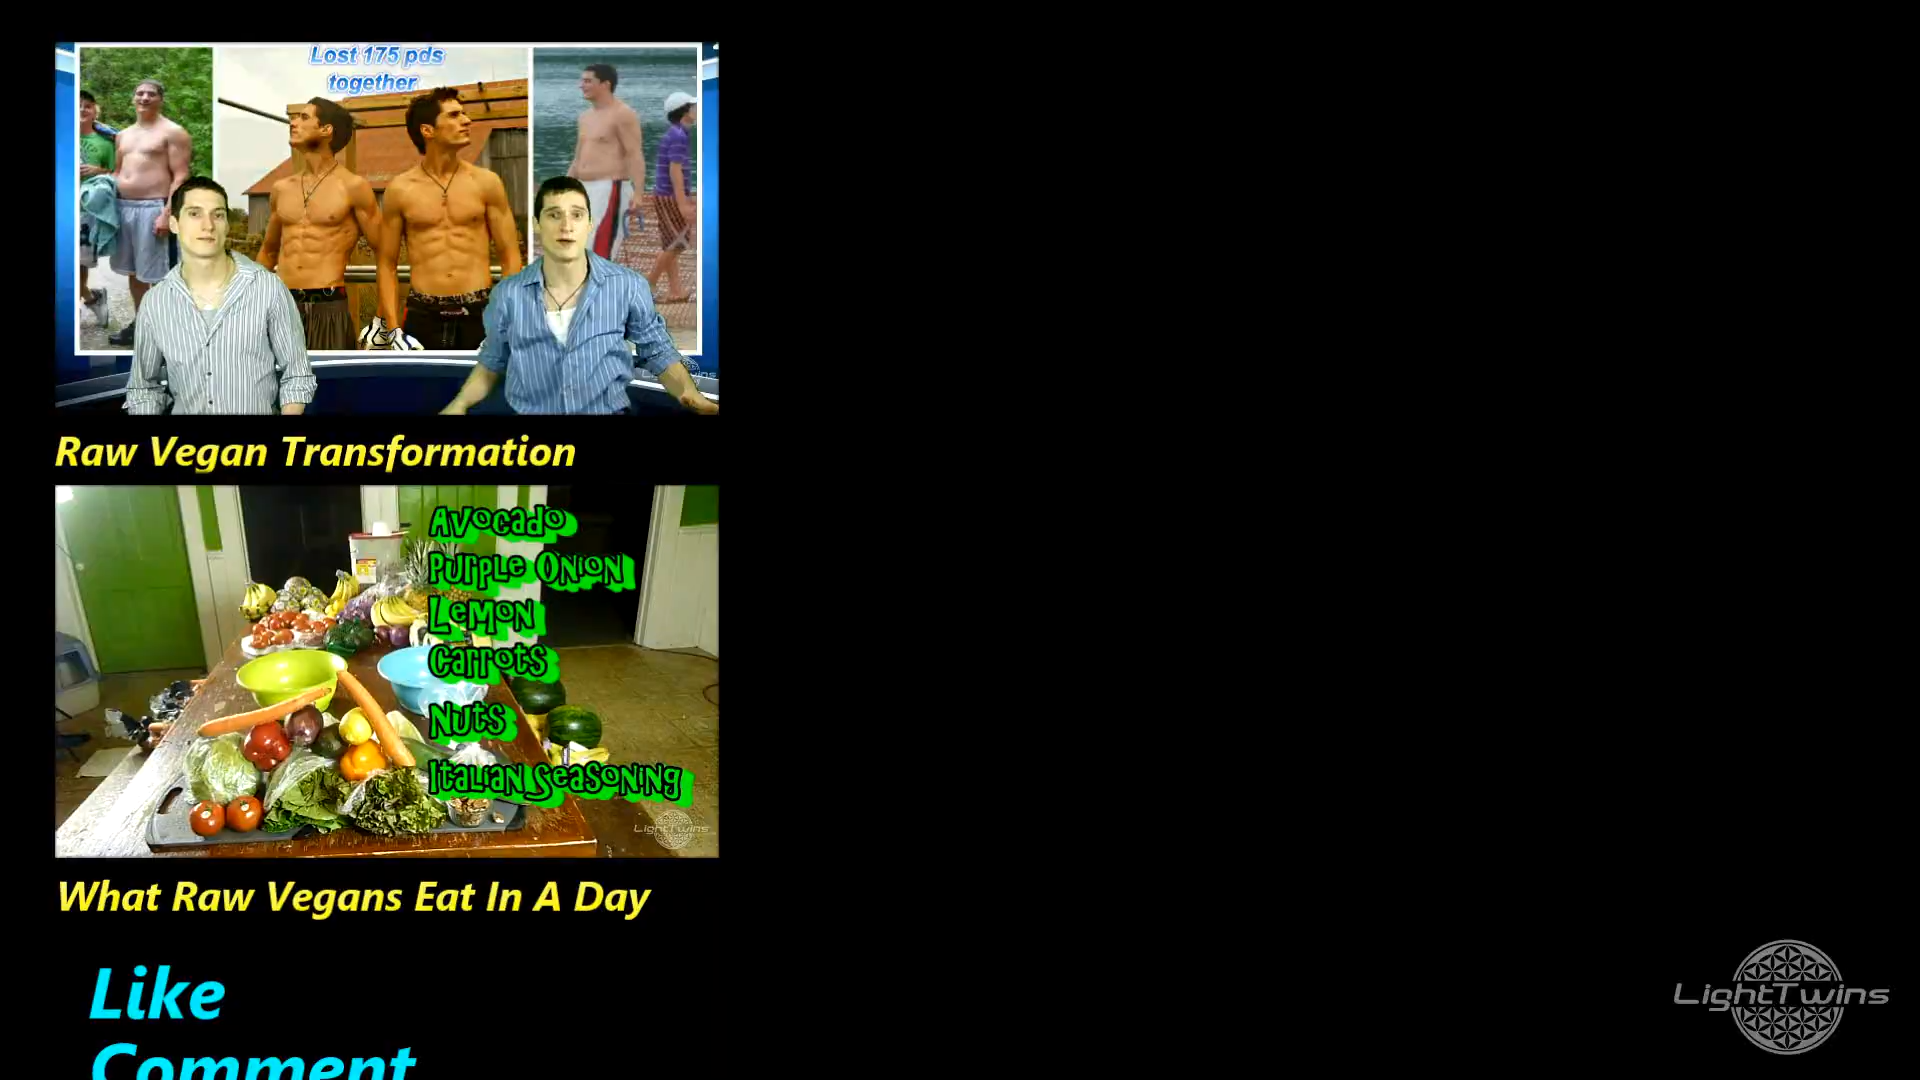 Lost 175 pds
together
Raw Vegan Transformation
Avocado
Purple Onion
Lemon
Carrots
Nuts
Italian Seasoning
LightTwins
What Raw Vegans Eat In A Day
Like
Comment
LightTwins